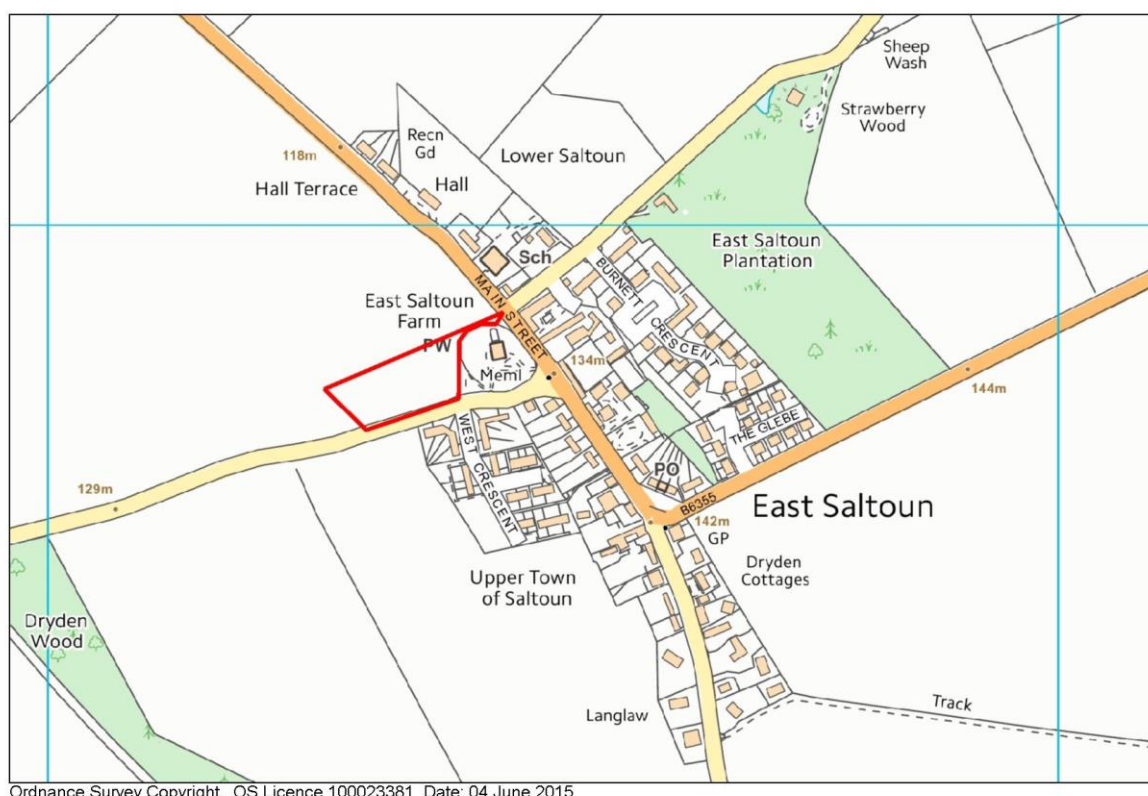 Sheep
Wash
Strawberry
Wood
Recn
Gd
Lower Saltoun
118m
Hall Terrace
Hall
Sch
East Saltoun
Plantation
BURNETT
CRESCENT
MAIN STREET
East Saltoun
Farm
PW
Meml
134m
144m
THE GLEBE
WEST CRESCENT
PO
B6355
East Saltoun
129m
142m
GP
Dryden
Cottages
Upper Town
of Saltoun
Dryden
Wood
Langlaw
Track
Ordnance Survey Copyright OS Licence 100023381 Date: 04 June 2015